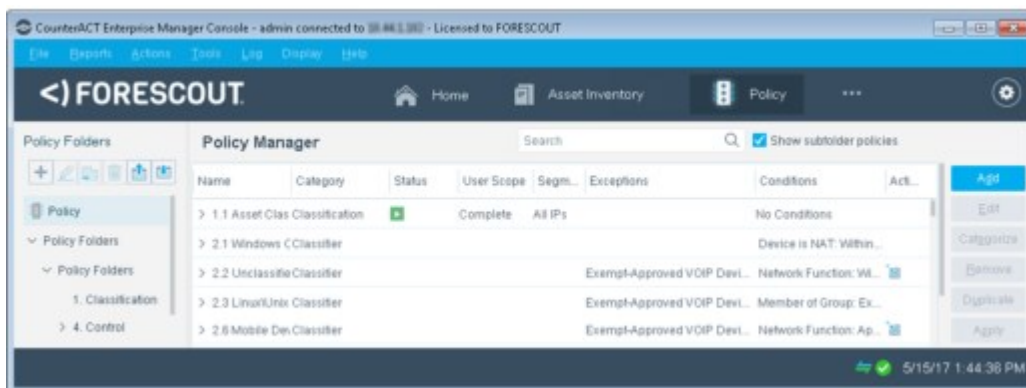 CounterACT Enterprise Manager Console - admin connected to - Licensed to FORESCOUT
File Reports Actions Tools Log Display Help
<) FORESCOUT
Home
Asset Inventory
Policy
Policy Folders
Policy
Policy Folders
Policy Folders
1. Classification
4. Control
Policy Manager
Search
Show subfolder policies
Name Category Status User Scope Segm... Exceptions Conditions Acti...
1.1 Asset Clas Classification Complete All IPs No Conditions
2.1 Windows C Classifier Device is NAT: Within...
2.2 Unclassifie Classifier Exempt-Approved VOIP Devi... Network Function: Wi...
2.3 Linux\Unix Classifier Exempt-Approved VOIP Devi... Member of Group: Ex...
2.6 Mobile Dev Classifier Exempt-Approved VOIP Devi... Network Function: Ap...
Add
Edit
Categorize
Remove
Duplicate
Apply
5/15/17 1:44:38 PM